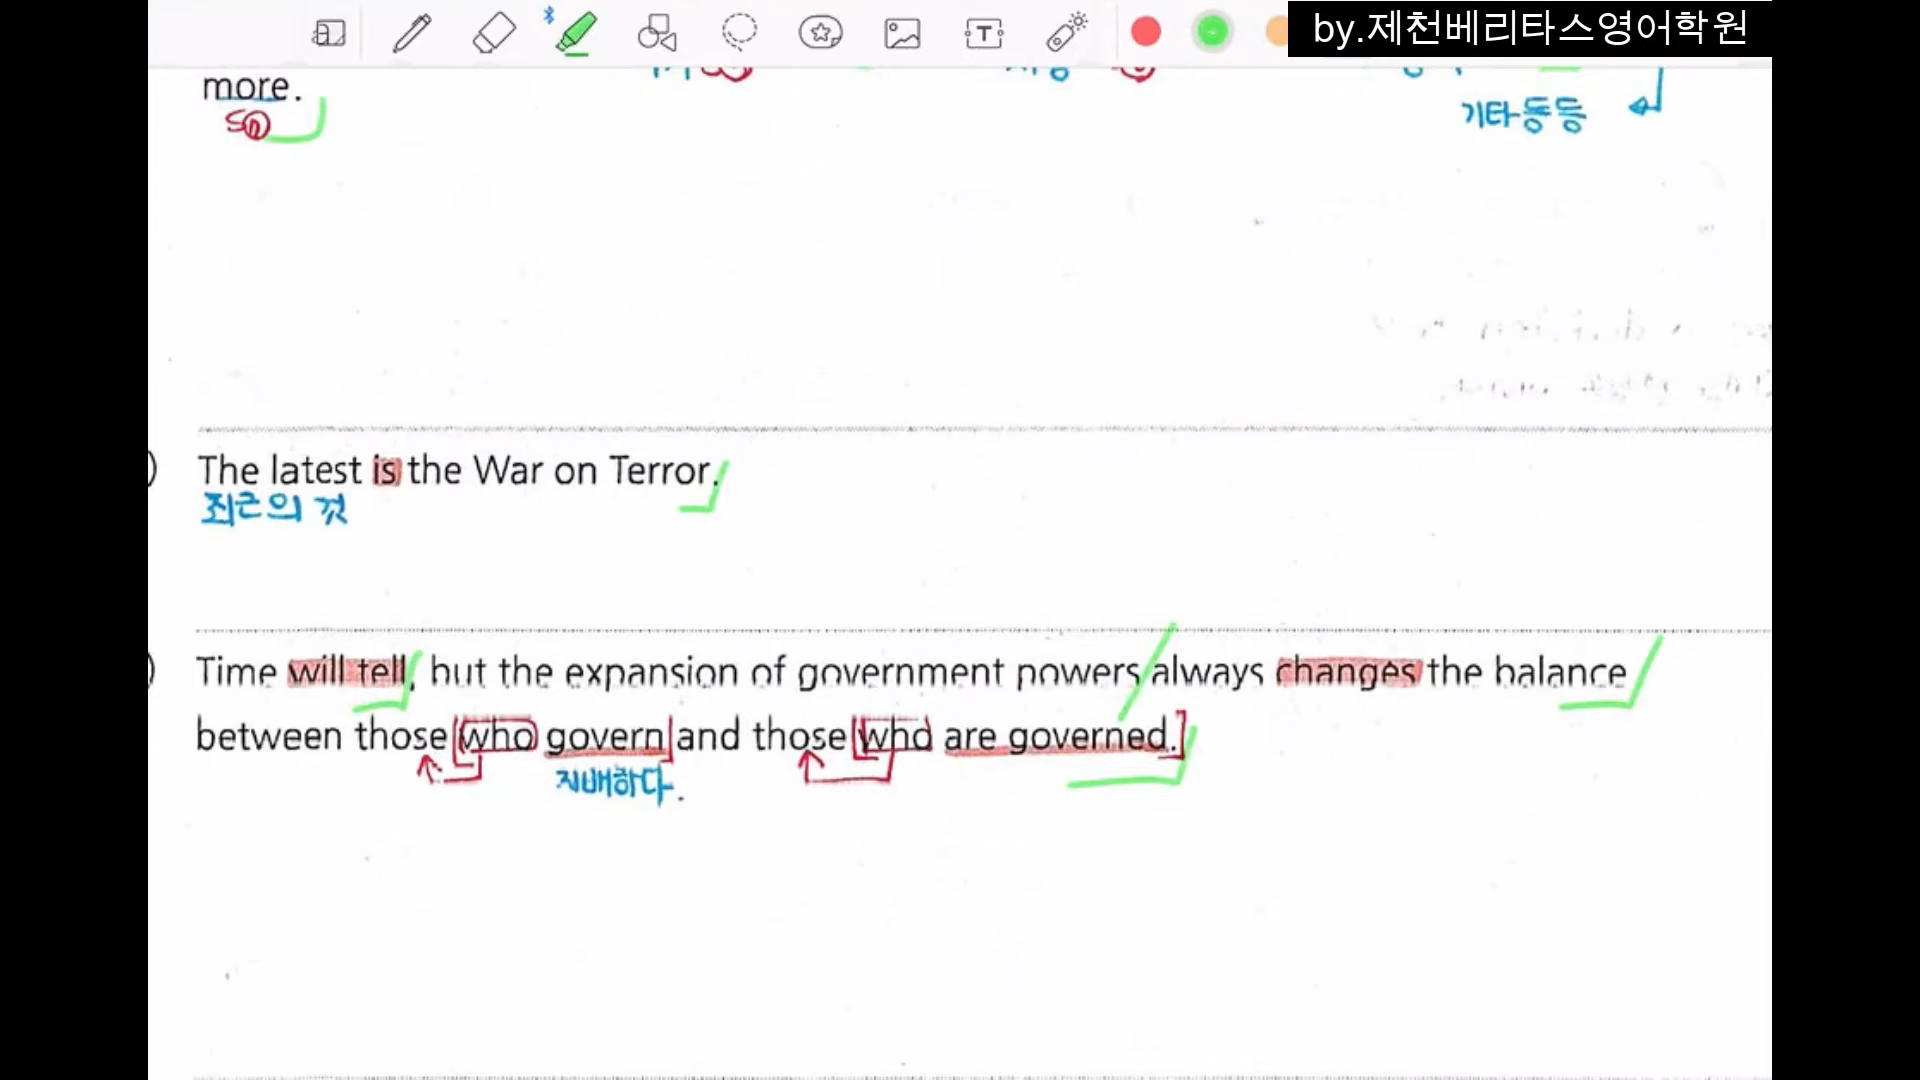 by.제천베리타스영어학원
more.
sⓝ
기타등등
)
The latest is the War on Terror.
최근의 것
)
Time will tell, but the expansion of government powers always changes the balance
between those who govern and those who are governed.
지배하다.